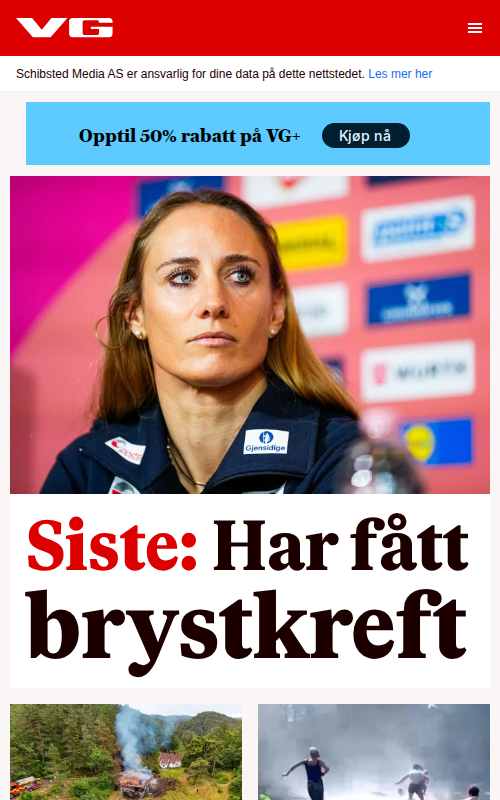 VG
Schibsted Media AS er ansvarlig for dine data på dette nettstedet. Les mer her
Opptil 50% rabatt på VG+
Kjøp nå
WÜRTH
Gjensidige
Siste: Har fått
brystkreft